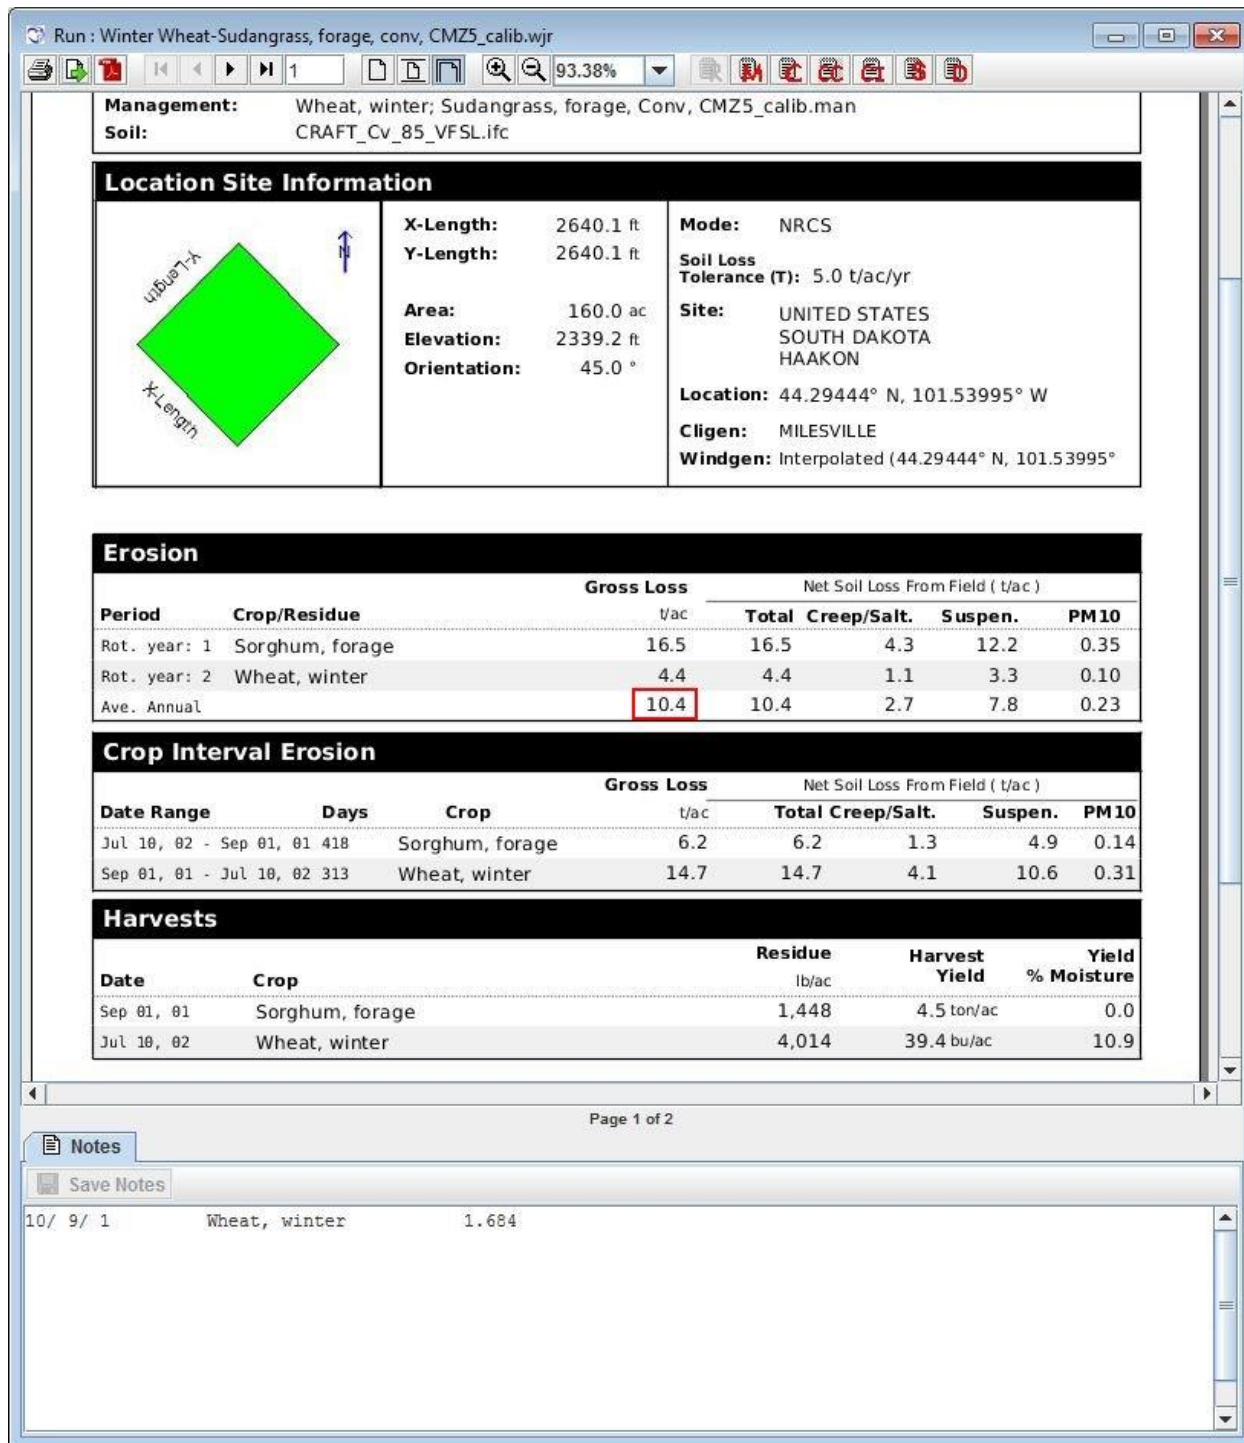 Run : Winter Wheat-Sudangrass, forage, conv, CMZ5_calib.wjr
1 93.38%
Management: Wheat, winter; Sudangrass, forage, Conv, CMZ5_calib.man
Soil: CRAFT_Cv_85_VFSL.ifc
Location Site Information
Y-Length
X-Length
N
X-Length: 2640.1 ft
Y-Length: 2640.1 ft
Area: 160.0 ac
Elevation: 2339.2 ft
Orientation: 45.0 °
Mode: NRCS
Soil Loss
Tolerance (T): 5.0 t/ac/yr
Site: UNITED STATES
SOUTH DAKOTA
HAAKON
Location: 44.29444° N, 101.53995° W
Cligen: MILESVILLE
Windgen: Interpolated (44.29444° N, 101.53995°
Erosion
Gross Loss Net Soil Loss From Field ( t/ac )
Period Crop/Residue t/ac Total Creep/Salt. Suspen. PM10
Rot. year: 1 Sorghum, forage 16.5 16.5 4.3 12.2 0.35
Rot. year: 2 Wheat, winter 4.4 4.4 1.1 3.3 0.10
Ave. Annual 10.4 10.4 2.7 7.8 0.23
Crop Interval Erosion
Gross Loss Net Soil Loss From Field ( t/ac )
Date Range Days Crop t/ac Total Creep/Salt. Suspen. PM10
Jul 10, 02 - Sep 01, 01 418 Sorghum, forage 6.2 6.2 1.3 4.9 0.14
Sep 01, 01 - Jul 10, 02 313 Wheat, winter 14.7 14.7 4.1 10.6 0.31
Harvests
Residue Harvest Yield
Date Crop lb/ac Yield % Moisture
Sep 01, 01 Sorghum, forage 1,448 4.5 ton/ac 0.0
Jul 10, 02 Wheat, winter 4,014 39.4 bu/ac 10.9
Page 1 of 2
Notes
Save Notes
10/ 9/ 1 Wheat, winter 1.684